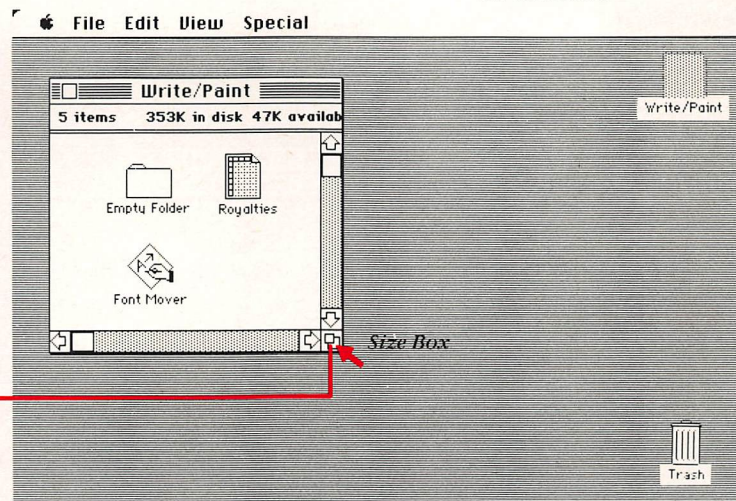 File Edit View Special
Write/Paint
5 items 353K in disk 47K availab
Empty Folder Royalties
Font Mover
Size Box
Write/Paint
Trash